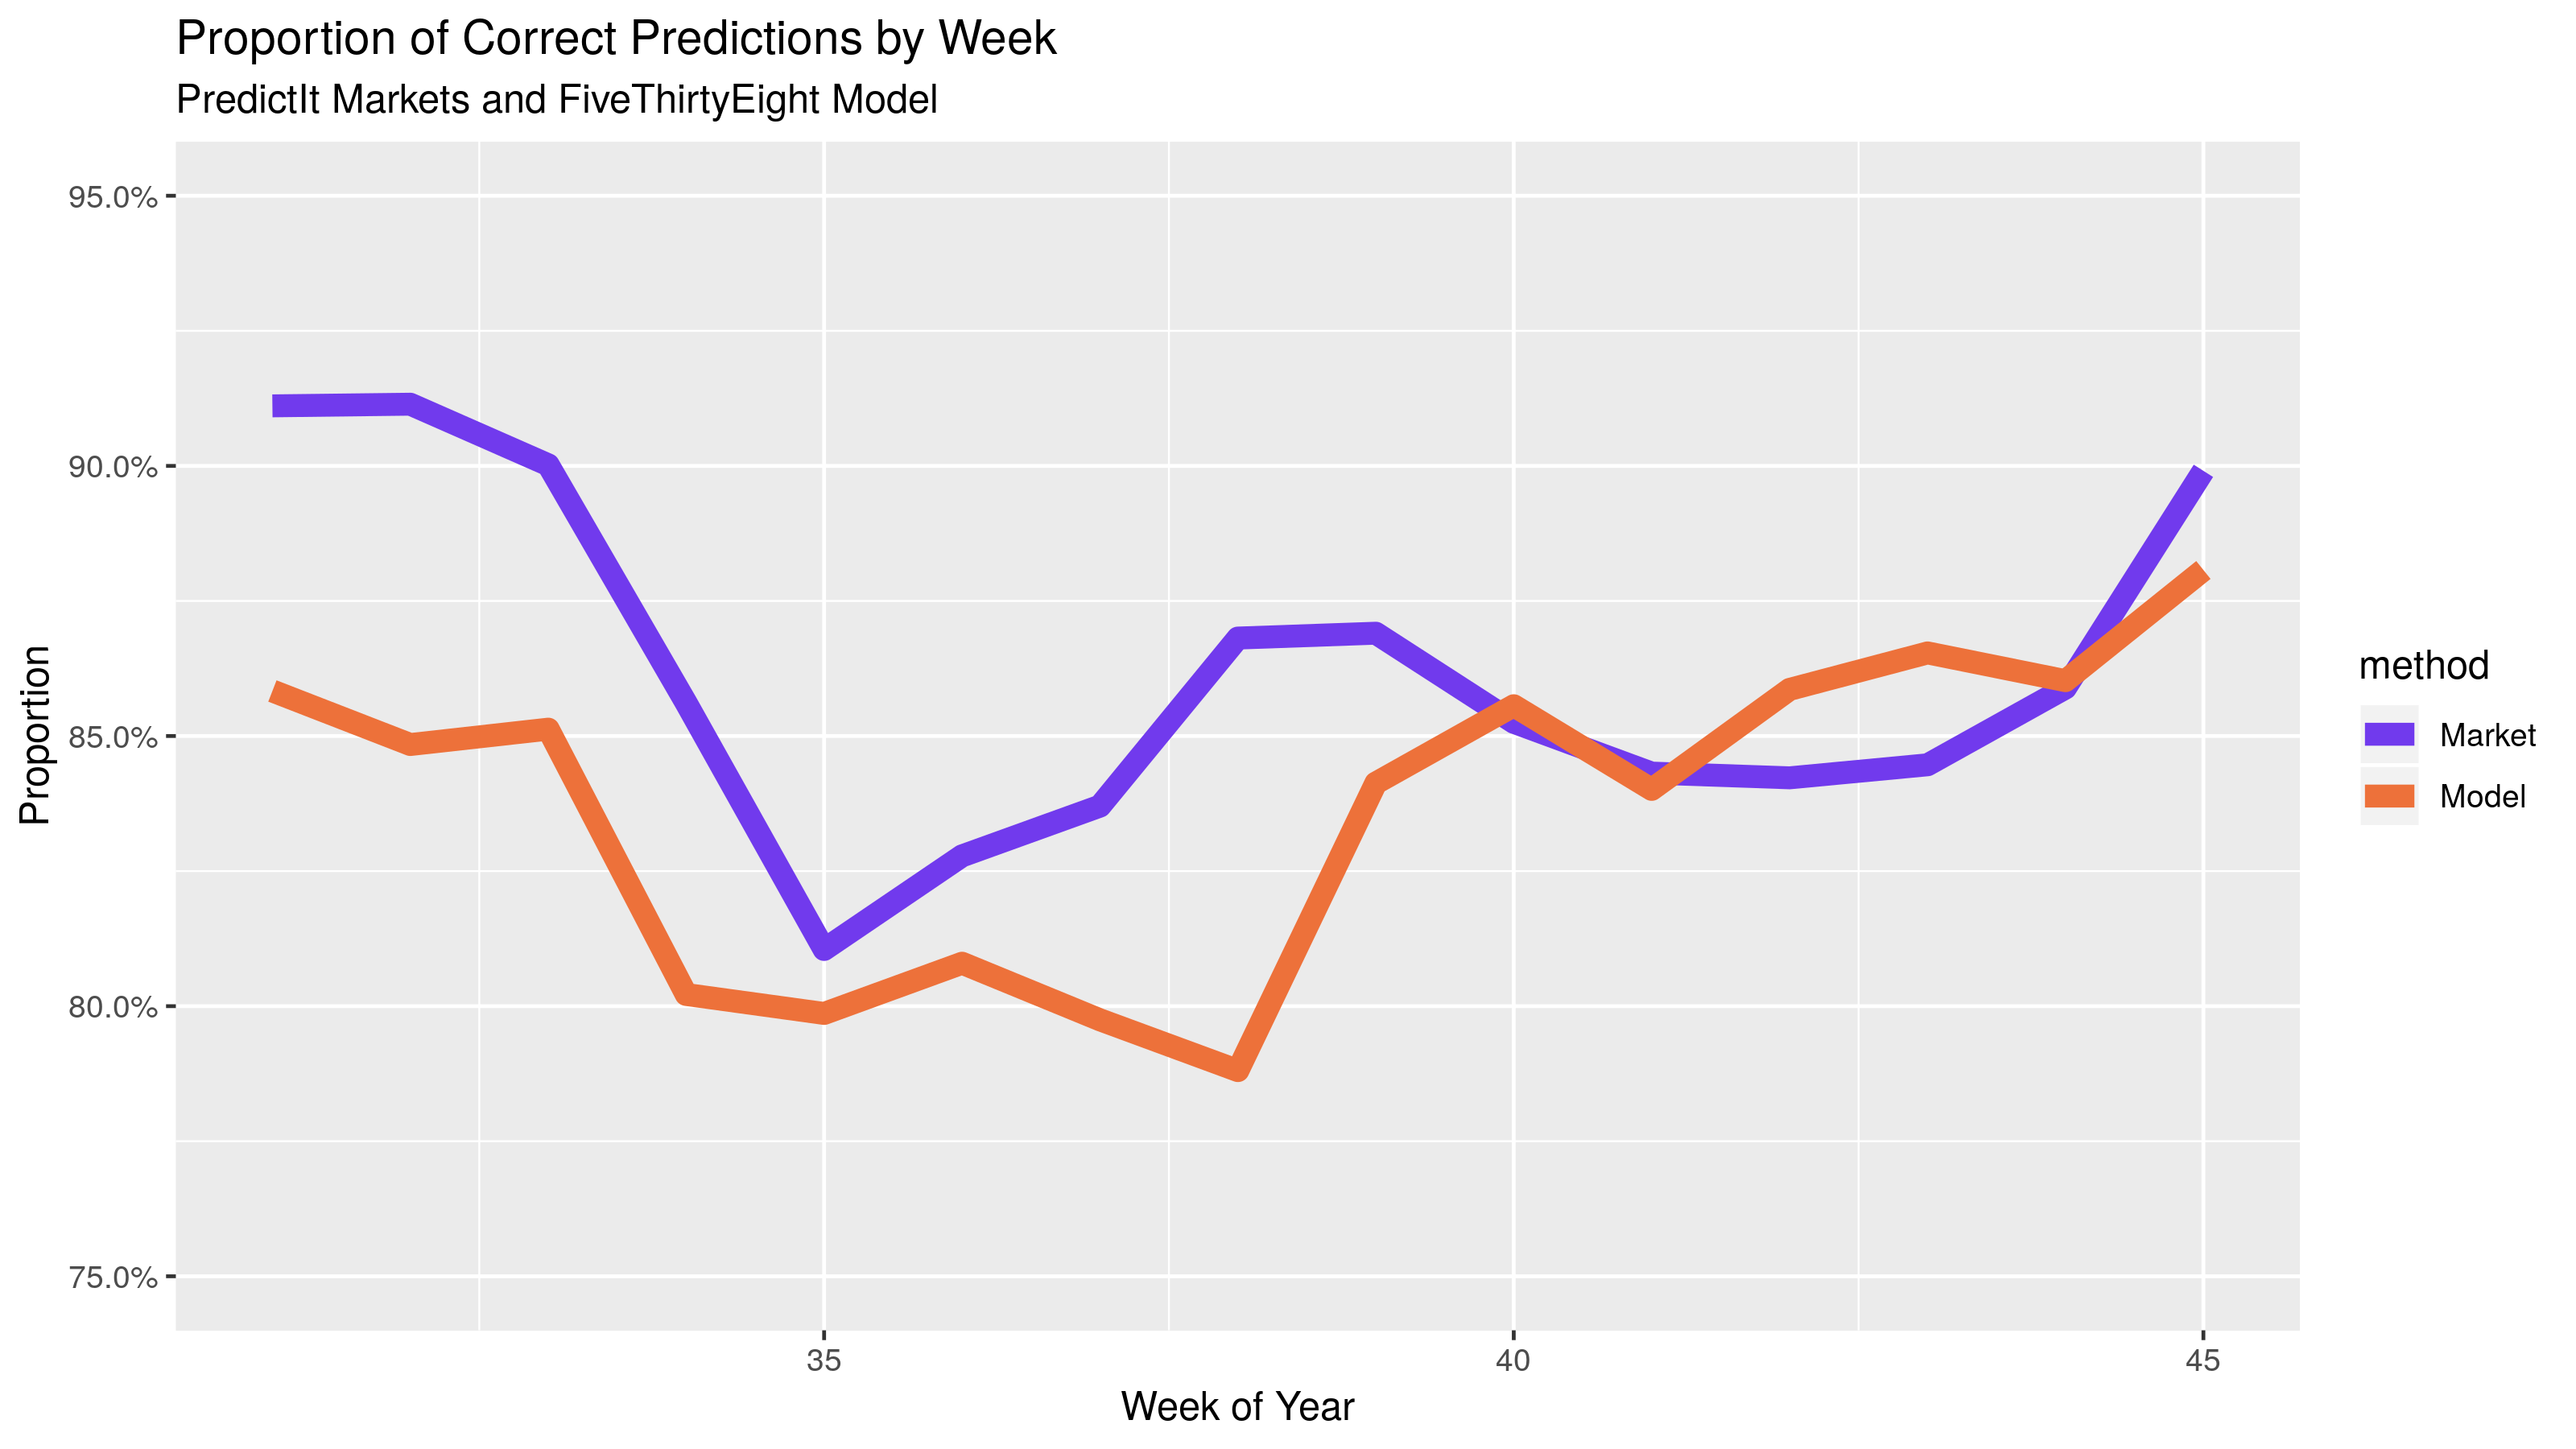 Proportion of Correct Predictions by Week
PredictIt Markets and FiveThirtyEight Model
Proportion
95.0%
90.0%
85.0%
80.0%
75.0%
35
40
45
Week of Year
method
Market
Model